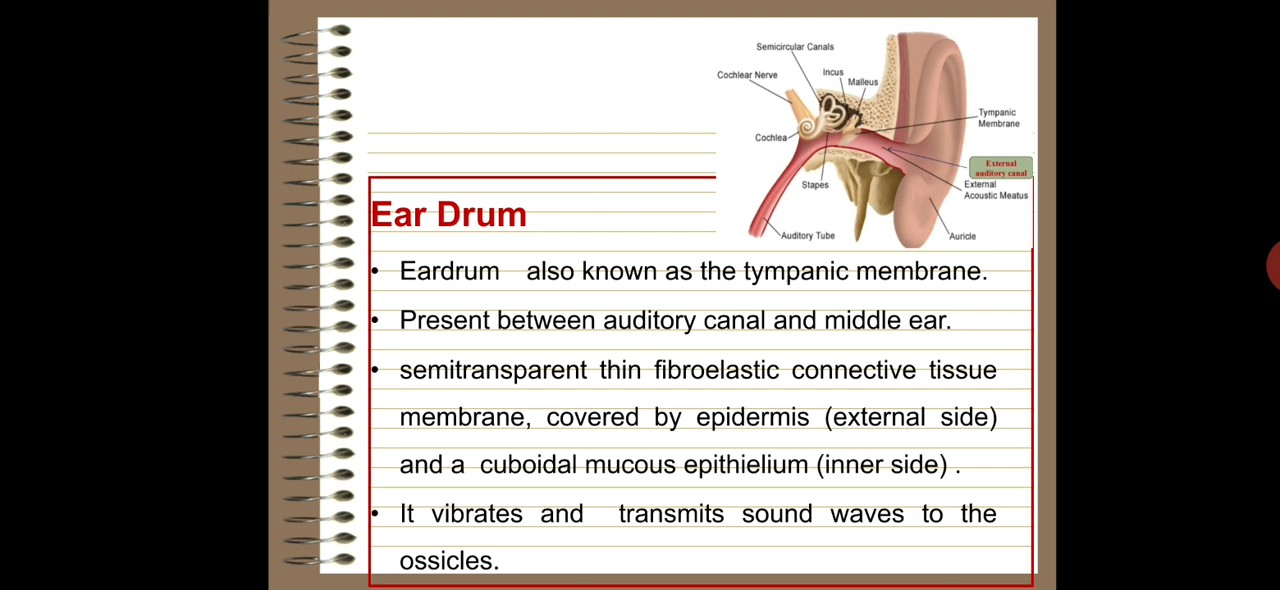 Semicircular Canals
Cochlear Nerve
Incus
Malleus
Tympanic
Membrane
Cochlea
External
auditory canal
External
Acoustic Meatus
Stapes
Auditory Tube
Auricle
Ear Drum
• Eardrum also known as the tympanic membrane.
• Present between auditory canal and middle ear.
• semitransparent thin fibroelastic connective tissue
membrane, covered by epidermis (external side)
and a cuboidal mucous epithielium (inner side) .
• It vibrates and transmits sound waves to the
ossicles.